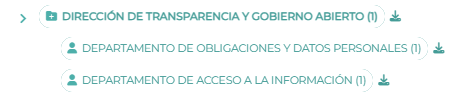 DIRECCIÓN DE TRANSPARENCIA Y GOBIERNO ABIERTO (1)
DEPARTAMENTO DE OBLIGACIONES Y DATOS PERSONALES (1)
DEPARTAMENTO DE ACCESO A LA INFORMACIÓN (1)